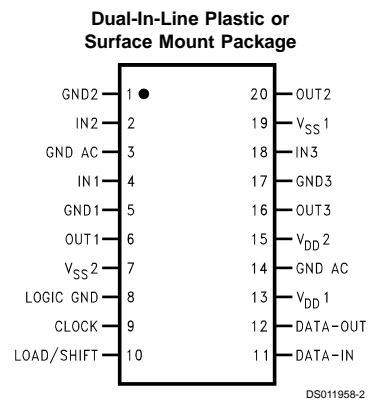 Dual-In-Line Plastic or
Surface Mount Package
GND2 1 20 OUT2
IN2 2 19 VSS1
GND AC 3 18 IN3
IN1 4 17 GND3
GND1 5 16 OUT3
OUT1 6 15 VDD2
VSS2 7 14 GND AC
LOGIC GND 8 13 VDD1
CLOCK 9 12 DATA-OUT
LOAD/SHIFT 10 11 DATA-IN
DS011958-2